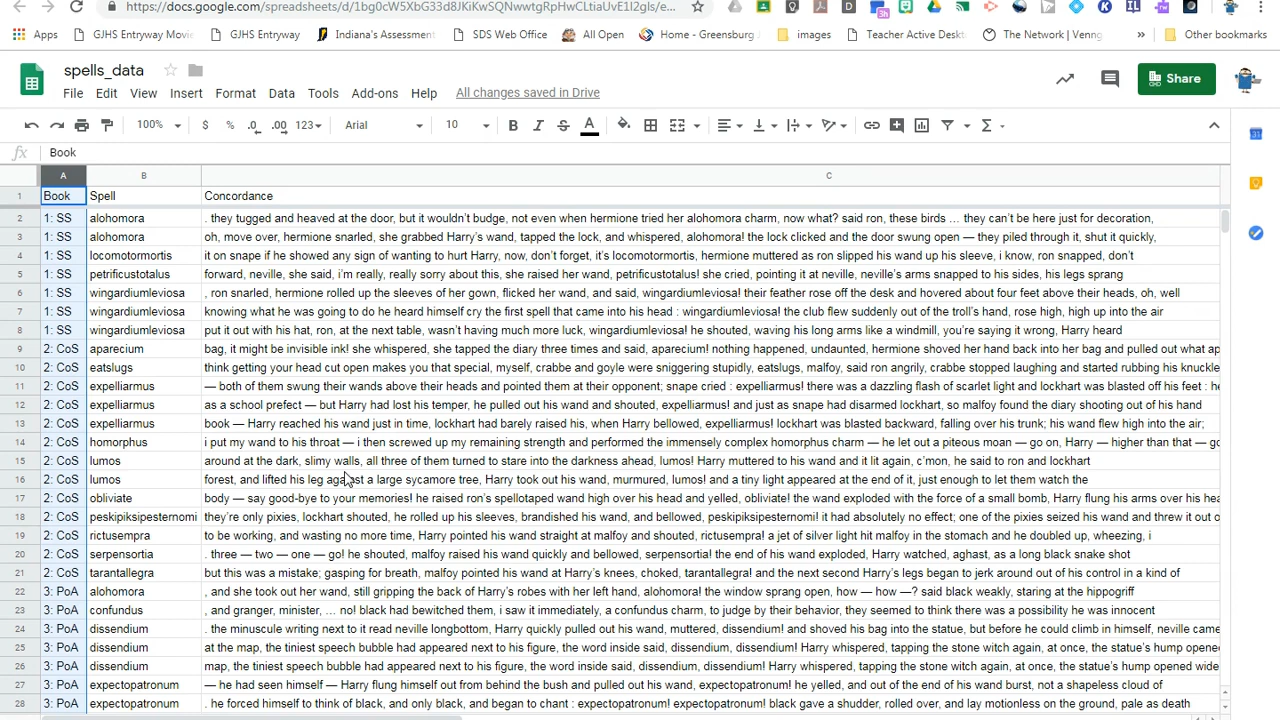 https://docs.google.com/spreadsheets/d/1bg0cW5XbG33d8JKiKwSQNwwtgRpHwCLtiaUvE1I2gls/e...
Apps GJHS Entryway Movie GJHS Entryway Indiana's Assessment SDS Web Office All Open Home - Greensburg images Teacher Active Deskt The Network | Venng » Other bookmarks
spells_data
File Edit View Insert Format Data Tools Add-ons Help All changes saved in Drive
Share
100% $ % .0 .00 123 Arial 10 B I S A Σ
fx Book
A B C
1 Book Spell Concordance
2 1: SS alohomora . they tugged and heaved at the door, but it wouldn't budge, not even when hermione tried her alohomora charm, now what? said ron, these birds … they can't be here just for decoration,
3 1: SS alohomora oh, move over, hermione snarled, she grabbed Harry's wand, tapped the lock, and whispered, alohomora! the lock clicked and the door swung open — they piled through it, shut it quickly,
4 1: SS locomotormortis it on snape if he showed any sign of wanting to hurt Harry, now, don't forget, it's locomotormortis, hermione muttered as ron slipped his wand up his sleeve, i know, ron snapped, don't
5 1: SS petrificustotalus forward, neville, she said, i'm really, really sorry about this, she raised her wand, petrificustotalus! she cried, pointing it at neville, neville's arms snapped to his sides, his legs sprang
6 1: SS wingardiumleviosa , ron snarled, hermione rolled up the sleeves of her gown, flicked her wand, and said, wingardiumleviosa! their feather rose off the desk and hovered about four feet above their heads, oh, well
7 1: SS wingardiumleviosa knowing what he was going to do he heard himself cry the first spell that came into his head : wingardiumleviosa! the club flew suddenly out of the troll's hand, rose high, high up into the air
8 1: SS wingardiumleviosa put it out with his hat, ron, at the next table, wasn't having much more luck, wingardiumleviosa! he shouted, waving his long arms like a windmill, you're saying it wrong, Harry heard
9 2: CoS aparecium bag, it might be invisible ink! she whispered, she tapped the diary three times and said, aparecium! nothing happened, undaunted, hermione shoved her hand back into her bag and pulled out what ap
10 2: CoS eatslugs think getting your head cut open makes you that special, myself, crabbe and goyle were sniggering stupidly, eatslugs, malfoy, said ron angrily, crabbe stopped laughing and started rubbing his knuckle
11 2: CoS expelliarmus — both of them swung their wands above their heads and pointed them at their opponent; snape cried : expelliarmus! there was a dazzling flash of scarlet light and lockhart was blasted off his feet : he
12 2: CoS expelliarmus as a school prefect — but Harry had lost his temper, he pulled out his wand and shouted, expelliarmus! and just as snape had disarmed lockhart, so malfoy found the diary shooting out of his hand
13 2: CoS expelliarmus book — Harry reached his wand just in time, lockhart had barely raised his, when Harry bellowed, expelliarmus! lockhart was blasted backward, falling over his trunk; his wand flew high into the air;
14 2: CoS homorphus i put my wand to his throat — i then screwed up my remaining strength and performed the immensely complex homorphus charm — he let out a piteous moan — go on, Harry — higher than that — go
15 2: CoS lumos around at the dark, slimy walls, all three of them turned to stare into the darkness ahead, lumos! Harry muttered to his wand and it lit again, c'mon, he said to ron and lockhart
16 2: CoS lumos forest, and lifted his leg against a large sycamore tree, Harry took out his wand, murmured, lumos! and a tiny light appeared at the end of it, just enough to let them watch the
17 2: CoS obliviate body — say good-bye to your memories! he raised ron's spellotaped wand high over his head and yelled, obliviate! the wand exploded with the force of a small bomb, Harry flung his arms over his hea
18 2: CoS peskipiksipesternomi they're only pixies, lockhart shouted, he rolled up his sleeves, brandished his wand, and bellowed, peskipiksipesternomi! it had absolutely no effect; one of the pixies seized his wand and threw it out o
19 2: CoS rictusempra to be working, and wasting no more time, Harry pointed his wand straight at malfoy and shouted, rictusempra! a jet of silver light hit malfoy in the stomach and he doubled up, wheezing, i
20 2: CoS serpensortia . three — two — one — go! he shouted, malfoy raised his wand quickly and bellowed, serpensortia! the end of his wand exploded, Harry watched, aghast, as a long black snake shot
21 2: CoS tarantallegra but this was a mistake; gasping for breath, malfoy pointed his wand at Harry's knees, choked, tarantallegra! and the next second Harry's legs began to jerk around out of his control in a kind of
22 3: PoA alohomora , and she took out her wand, still gripping the back of Harry's robes with her left hand, alohomora! the window sprang open, how — how —? said black weakly, staring at the hippogriff
23 3: PoA confundus , and granger, minister, … no! black had bewitched them, i saw it immediately, a confundus charm, to judge by their behavior, they seemed to think there was a possibility he was innocent
24 3: PoA dissendium . the minuscule writing next to it read neville longbottom, Harry quickly pulled out his wand, muttered, dissendium! and shoved his bag into the statue, but before he could climb in himself, neville came
25 3: PoA dissendium at the map, the tiniest speech bubble had appeared next to his figure, the word inside said, dissendium, dissendium! Harry whispered, tapping the stone witch again, at once, the statue's hump opened
26 3: PoA dissendium map, the tiniest speech bubble had appeared next to his figure, the word inside said, dissendium, dissendium! Harry whispered, tapping the stone witch again, at once, the statue's hump opened wide
27 3: PoA expectopatronum — he had seen himself — Harry flung himself out from behind the bush and pulled out his wand, expectopatronum! he yelled, and out of the end of his wand burst, not a shapeless cloud of
28 3: PoA expectopatronum . he forced himself to think of black, and only black, and began to chant : expectopatronum! expectopatronum! black gave a shudder, rolled over, and lay motionless on the ground, pale as death